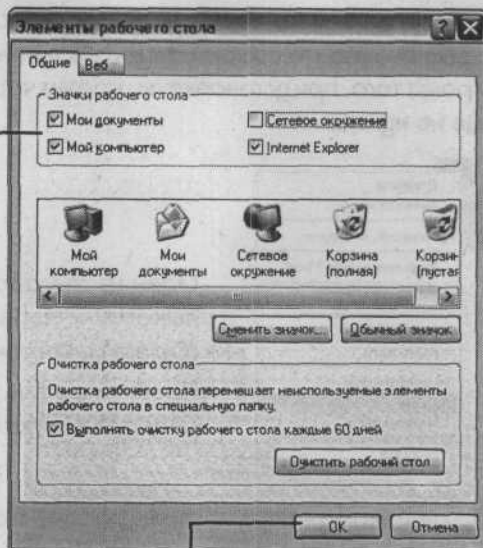 Элементы рабочего стола
Общие Веб...
Значки рабочего стола
Мои документы Сетевое окружение
Мой компьютер Internet Explorer
Мой компьютер
Мои документы
Сетевое окружение
Корзина (полная)
Корзин (пустая
Сменить значок... Обычный значок
Очистка рабочего стола
Очистка рабочего стола перемещает неиспользуемые элементы
рабочего стола в специальную папку.
Выполнять очистку рабочего стола каждые 60 дней
Очистить рабочий стол
OK Отмена